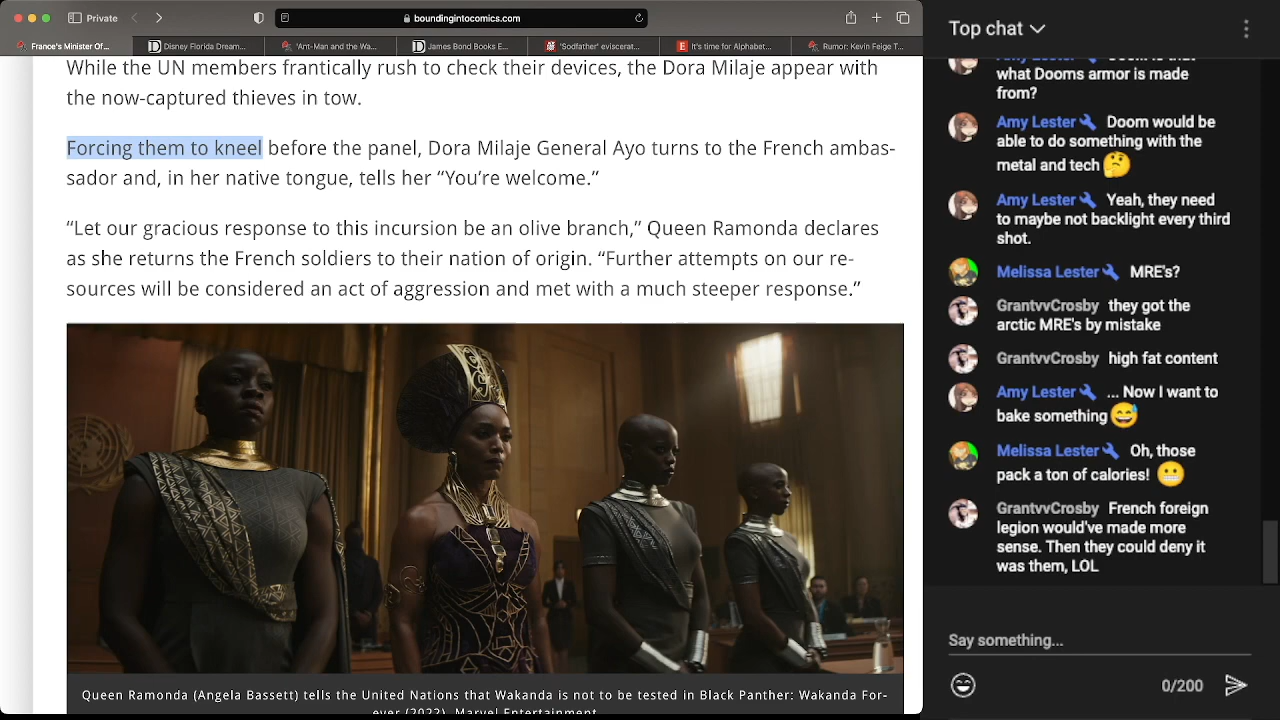 Private
boundingintocomics.com
France's Minister Of...
Disney Florida Dream...
'Ant-Man and the Wa...
James Bond Books E...
'Sodfather' eviscerat...
It's time for Alphabet...
Rumor: Kevin Feige T...
While the UN members frantically rush to check their devices, the Dora Milaje appear with
the now-captured thieves in tow.
Forcing them to kneel before the panel, Dora Milaje General Ayo turns to the French ambas-
sador and, in her native tongue, tells her “You’re welcome.”
“Let our gracious response to this incursion be an olive branch,” Queen Ramonda declares
as she returns the French soldiers to their nation of origin. “Further attempts on our re-
sources will be considered an act of aggression and met with a much steeper response.”
Queen Ramonda (Angela Bassett) tells the United Nations that Wakanda is not to be tested in Black Panther: Wakanda For-
ever (2022), Marvel Entertainment
Top chat
what Dooms armor is made
from?
Amy Lester Doom would be
able to do something with the
metal and tech 🤔
Amy Lester Yeah, they need
to maybe not backlight every third
shot.
Melissa Lester MRE's?
GrantvvCrosby they got the
arctic MRE's by mistake
GrantvvCrosby high fat content
Amy Lester ... Now I want to
bake something 😅
Melissa Lester Oh, those
pack a ton of calories! 😬
GrantvvCrosby French foreign
legion would've made more
sense. Then they could deny it
was them, LOL
Say something...
0/200